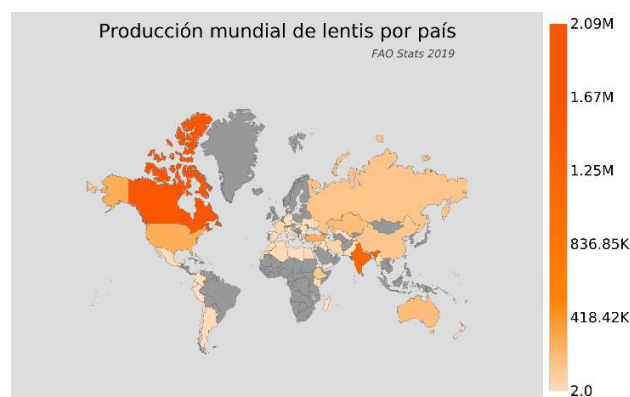 Producción mundial de lentis por país
FAO Stats 2019
2.09M
1.67M
1.25M
836.85K
418.42K
2.0